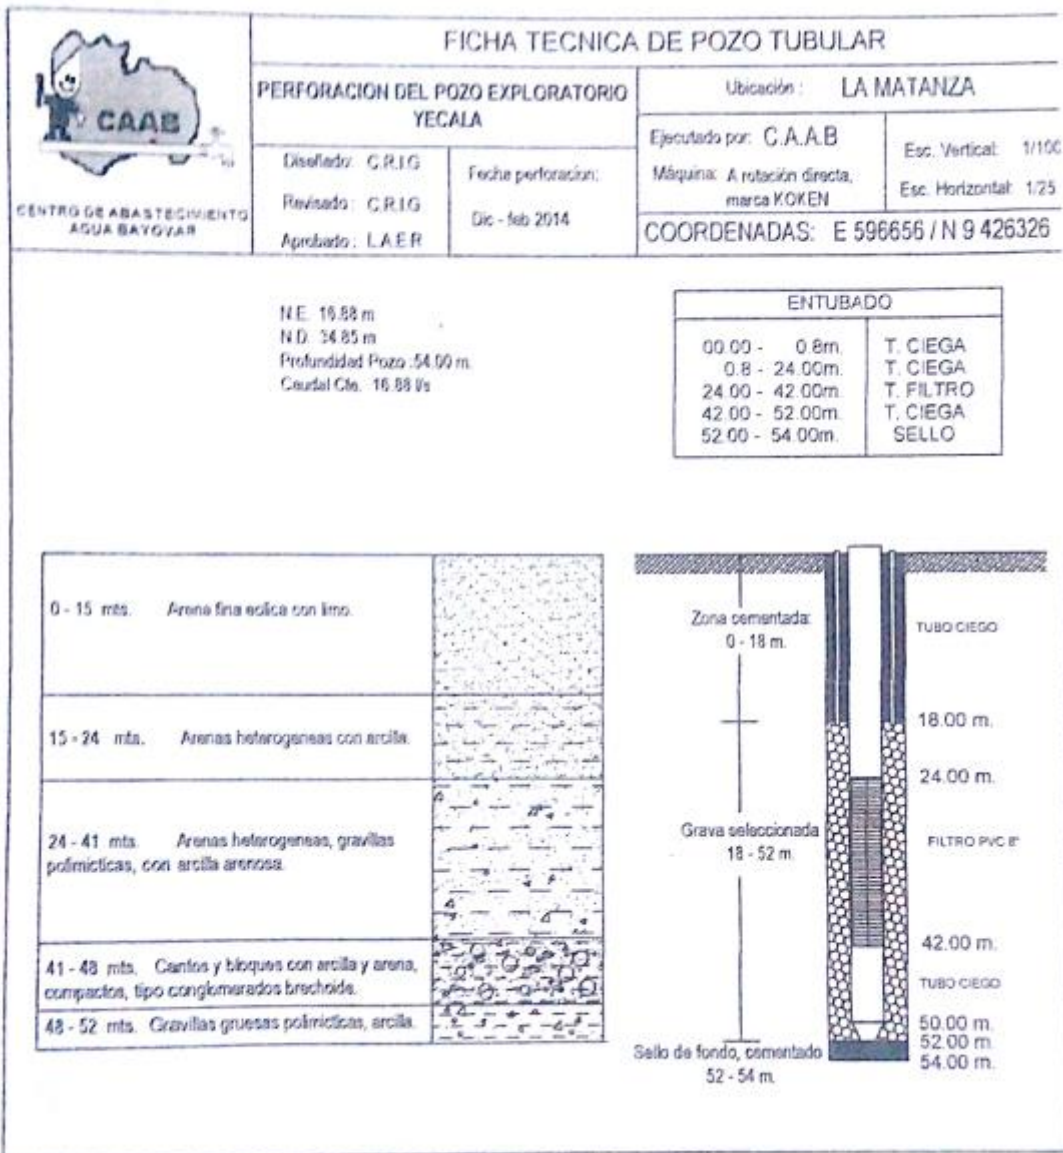 FICHA TECNICA DE POZO TUBULAR
CAAB
CENTRO DE ABASTECIMIENTO
AGUA BAYOVAR
PERFORACION DEL POZO EXPLORATORIO
YECALA
Diseñado: C.R.I.G
Revisado: C.R.I.G
Aprobado: L.A.E.R
Fecha perforacion:
Dic - feb 2014
Ubicación: LA MATANZA
Ejecutado por: C.A.A.B
Máquina: A rotación directa,
marca KOKEN
Esc. Vertical: 1/100
Esc. Horizontal: 1/25
COORDENADAS: E 596656 / N 9 426326
N.E. 16.88 m
N.D. 34.85 m
Profundidad Pozo :54.00 m.
Caudal Cte. 16.88 l/s
ENTUBADO
00.00 - 0.8m. T. CIEGA
0.8 - 24.00m. T. CIEGA
24.00 - 42.00m. T. FILTRO
42.00 - 52.00m. T. CIEGA
52.00 - 54.00m. SELLO
0 - 15 mts. Arena fina eolica con limo.
15 - 24 mts. Arenas heterogeneas con arcilla.
24 - 41 mts. Arenas heterogeneas, gravillas
polimicticas, con arcilla arenosa.
41 - 48 mts. Cantos y bloques con arcilla y arena,
compactos, tipo conglomerados brechoide.
48 - 52 mts. Gravillas gruesas polimicticas, arcilla.
Zona cementada:
0 - 18 m.
Grava seleccionada
18 - 52 m.
Sello de fondo, cementado
52 - 54 m.
TUBO CIEGO
18.00 m.
24.00 m.
FILTRO PVC 8"
42.00 m.
TUBO CIEGO
50.00 m.
52.00 m.
54.00 m.